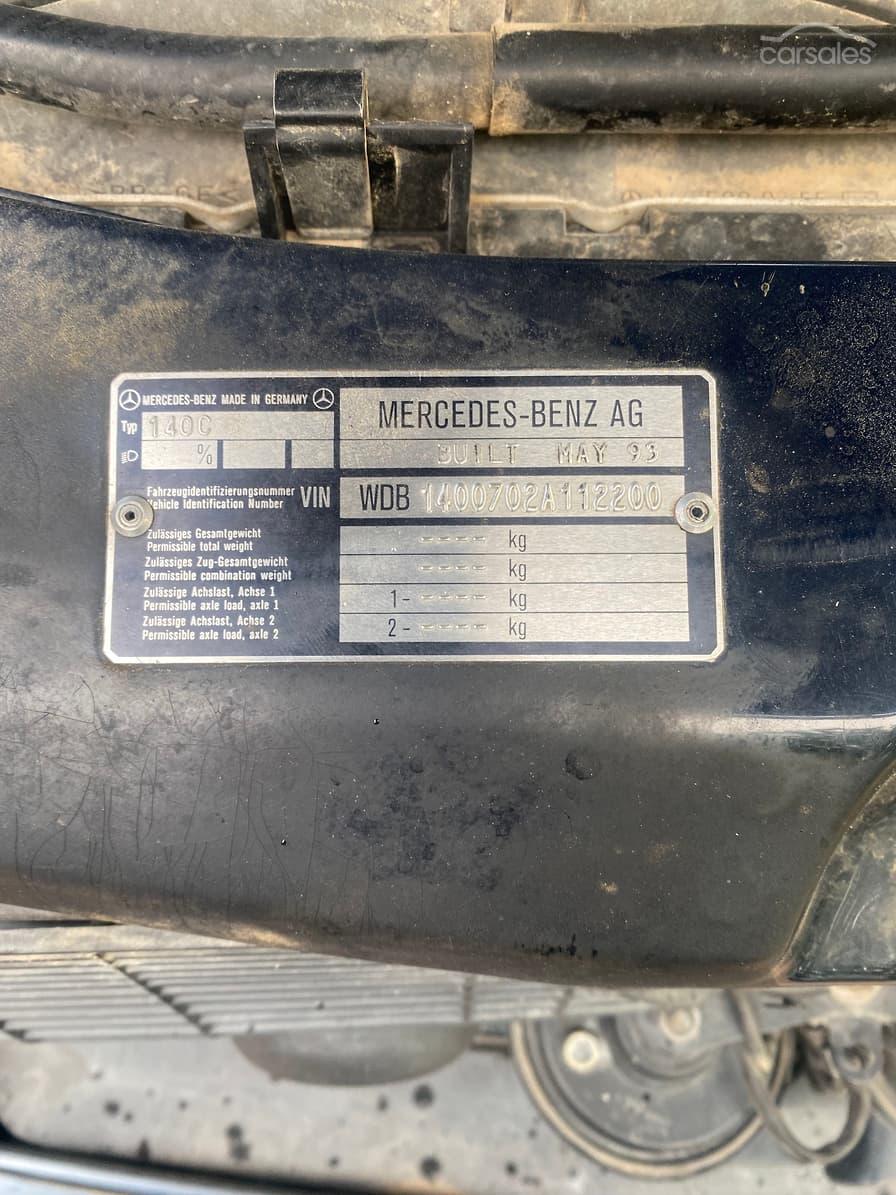 carsales
MERCEDES-BENZ MADE IN GERMANY
Typ 140C
%
MERCEDES-BENZ AG
BUILT MAY 93
Fahrzeugidentifizierungsnummer
Vehicle Identification Number
VIN
WDB 1400702A112200
Zulässiges Gesamtgewicht
Permissible total weight
---- kg
Zulässiges Zug-Gesamtgewicht
Permissible combination weight
---- kg
Zulässige Achslast, Achse 1
Permissible axle load, axle 1
1- ---- kg
Zulässige Achslast, Achse 2
Permissible axle load, axle 2
2- ---- kg